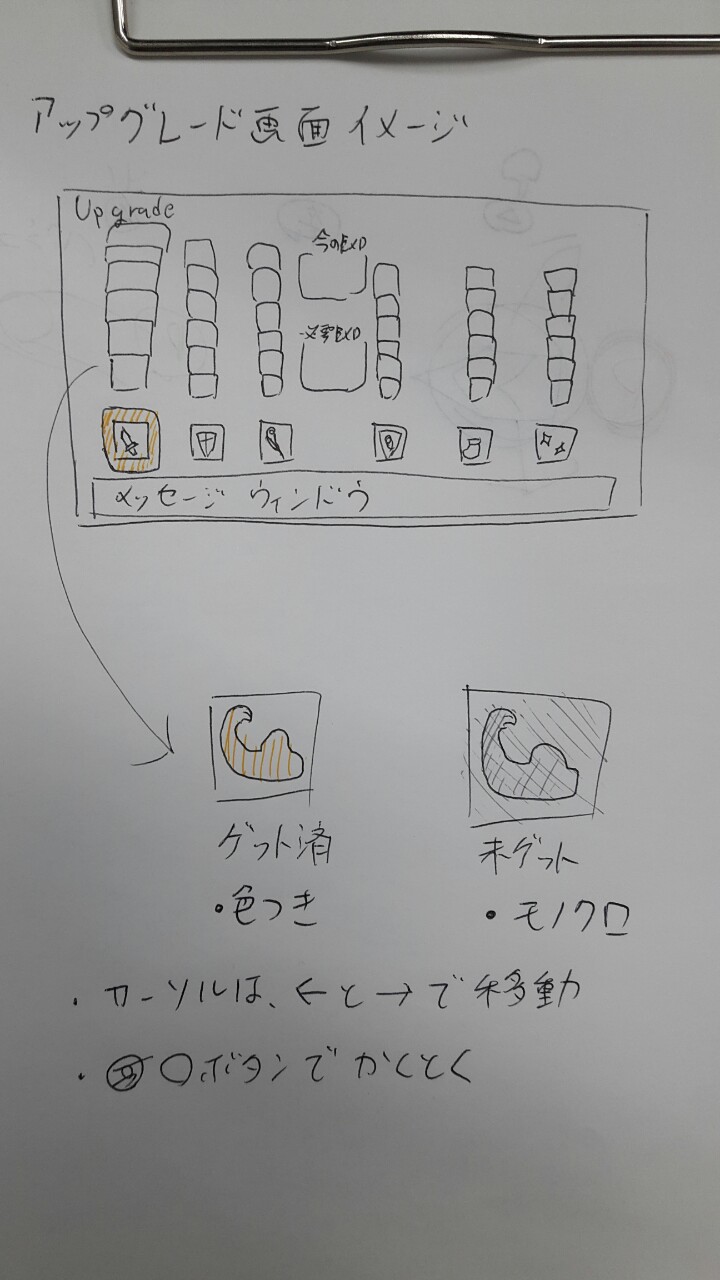 アップグレード画面イメージ
Upgrade
今のEXP
必要EXP
メッセージ ウィンドウ
ゲット済
未ゲット
・色つき
・モノクロ
・カーソルは、←と→で移動
・○ボタンでかくとく